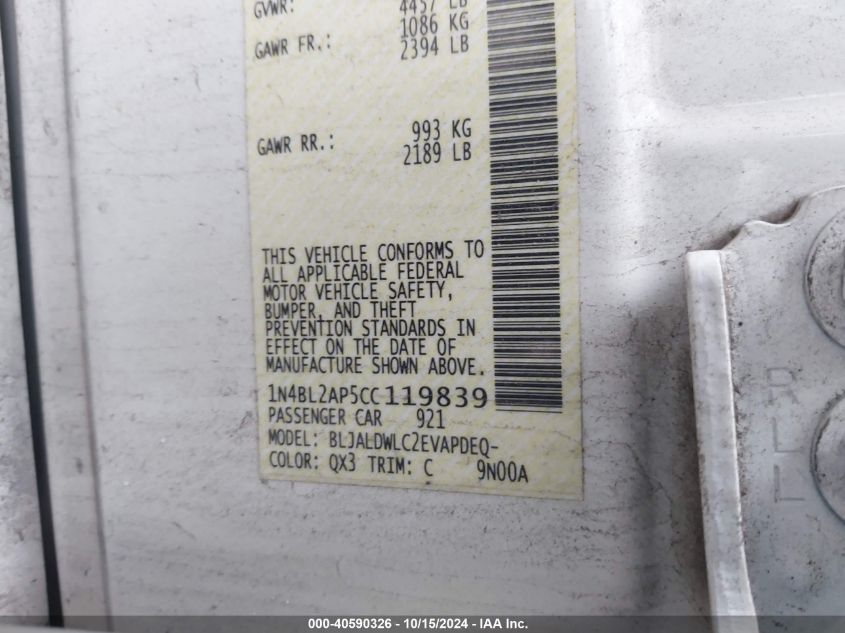 GVWR: 4457 LB
1086 KG
GAWR FR.: 2394 LB
993 KG
GAWR RR.: 2189 LB
THIS VEHICLE CONFORMS TO
ALL APPLICABLE FEDERAL
MOTOR VEHICLE SAFETY,
BUMPER, AND THEFT
PREVENTION STANDARDS IN
EFFECT ON THE DATE OF
MANUFACTURE SHOWN ABOVE.
1N4BL2AP5CC119839
PASSENGER CAR 921
MODEL: BLJALDWLC2EVAPDEQ-
COLOR: QX3 TRIM: C 9N00A
000-40590326 - 10/15/2024 - IAA Inc.